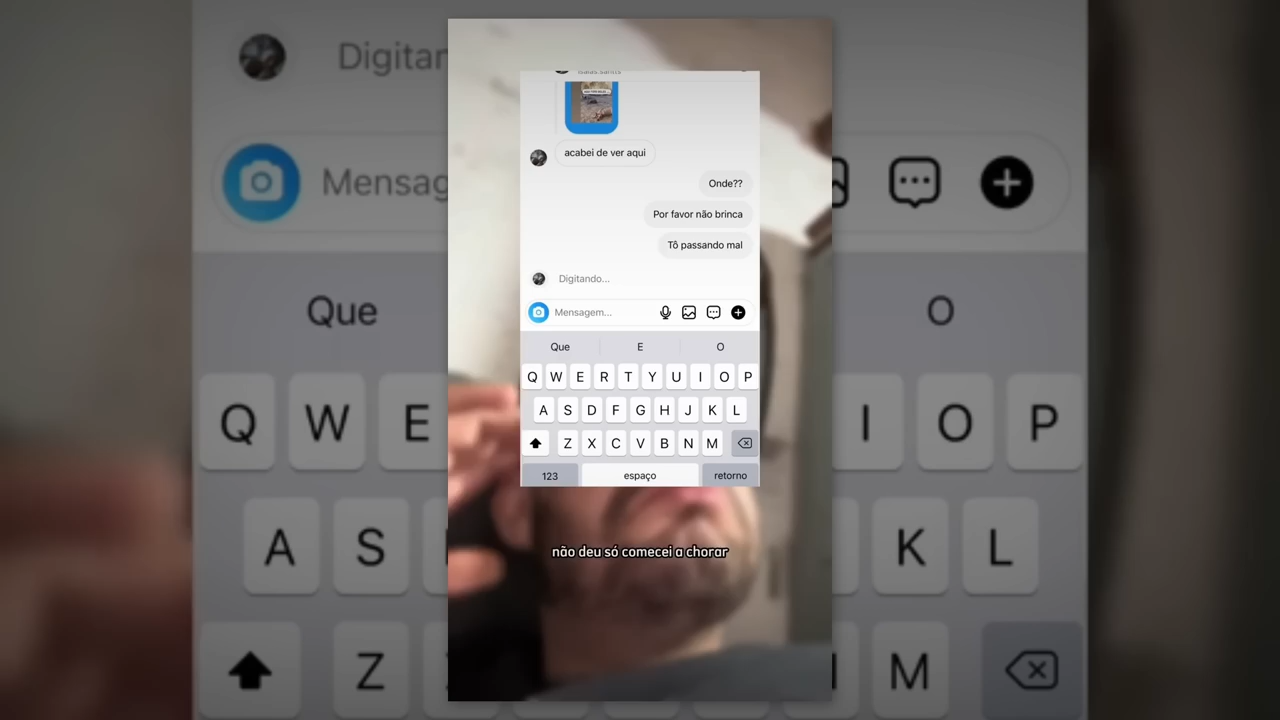 Digitan
acabei de ver aqui
Onde??
Por favor não brinca
Tô passando mal
Digitando...
Mensagem...
Mensag
Que E O
Que
O
Q W E R T Y U I O P
A S D F G H J K L
Z X C V B N M
123 espaço retorno
Q W E
I O P
A S
K L
Z
M
não deu só comecei a chorar